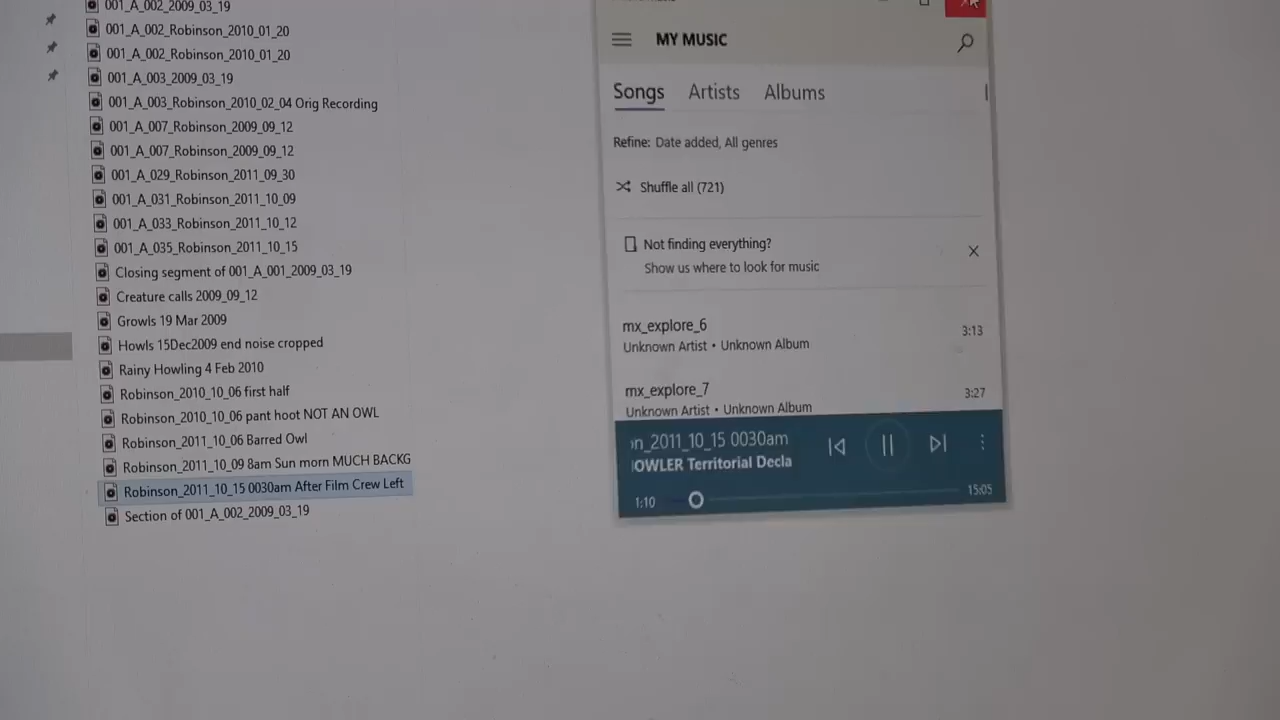 001_A_002_2009_03_19
001_A_002_Robinson_2010_01_20
001_A_002_Robinson_2010_01_20
001_A_003_2009_03_19
001_A_003_Robinson_2010_02_04 Orig Recording
001_A_007_Robinson_2009_09_12
001_A_007_Robinson_2009_09_12
001_A_029_Robinson_2011_09_30
001_A_031_Robinson_2011_10_09
001_A_033_Robinson_2011_10_12
001_A_035_Robinson_2011_10_15
Closing segment of 001_A_001_2009_03_19
Creature calls 2009_09_12
Growls 19 Mar 2009
Howls 15Dec2009 end noise cropped
Rainy Howling 4 Feb 2010
Robinson_2010_10_06 first half
Robinson_2010_10_06 pant hoot NOT AN OWL
Robinson_2011_10_06 Barred Owl
Robinson_2011_10_09 8am Sun morn MUCH BACKG
Robinson_2011_10_15 0030am After Film Crew Left
Section of 001_A_002_2009_03_19
MY MUSIC
Songs Artists Albums
Refine: Date added, All genres
Shuffle all (721)
Not finding everything?
Show us where to look for music
mx_explore_6
3:13
Unknown Artist • Unknown Album
mx_explore_7
3:27
Unknown Artist • Unknown Album
n_2011_10_15 0030am
OWLER Territorial Decla
1:10
15:05